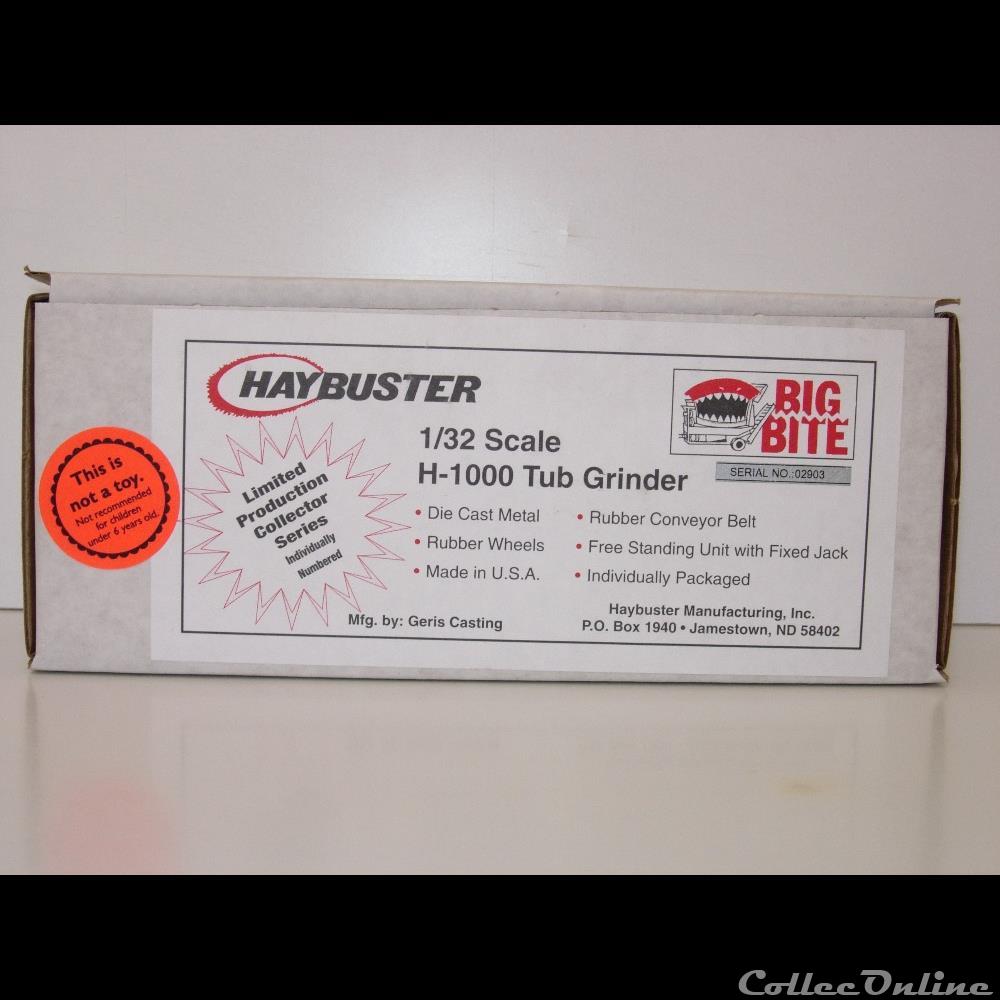 HAYBUSTER
BIG
BITE
SERIAL NO.:02903
1/32 Scale
H-1000 Tub Grinder
This is
not a toy.
Not recommended
for children
under 6 years old.
Limited
Production
Collector
Series
Individually
Numbered
• Die Cast Metal
• Rubber Wheels
• Made in U.S.A.
• Rubber Conveyor Belt
• Free Standing Unit with Fixed Jack
• Individually Packaged
Mfg. by: Geris Casting
Haybuster Manufacturing, Inc.
P.O. Box 1940 • Jamestown, ND 58402
CollecOnline